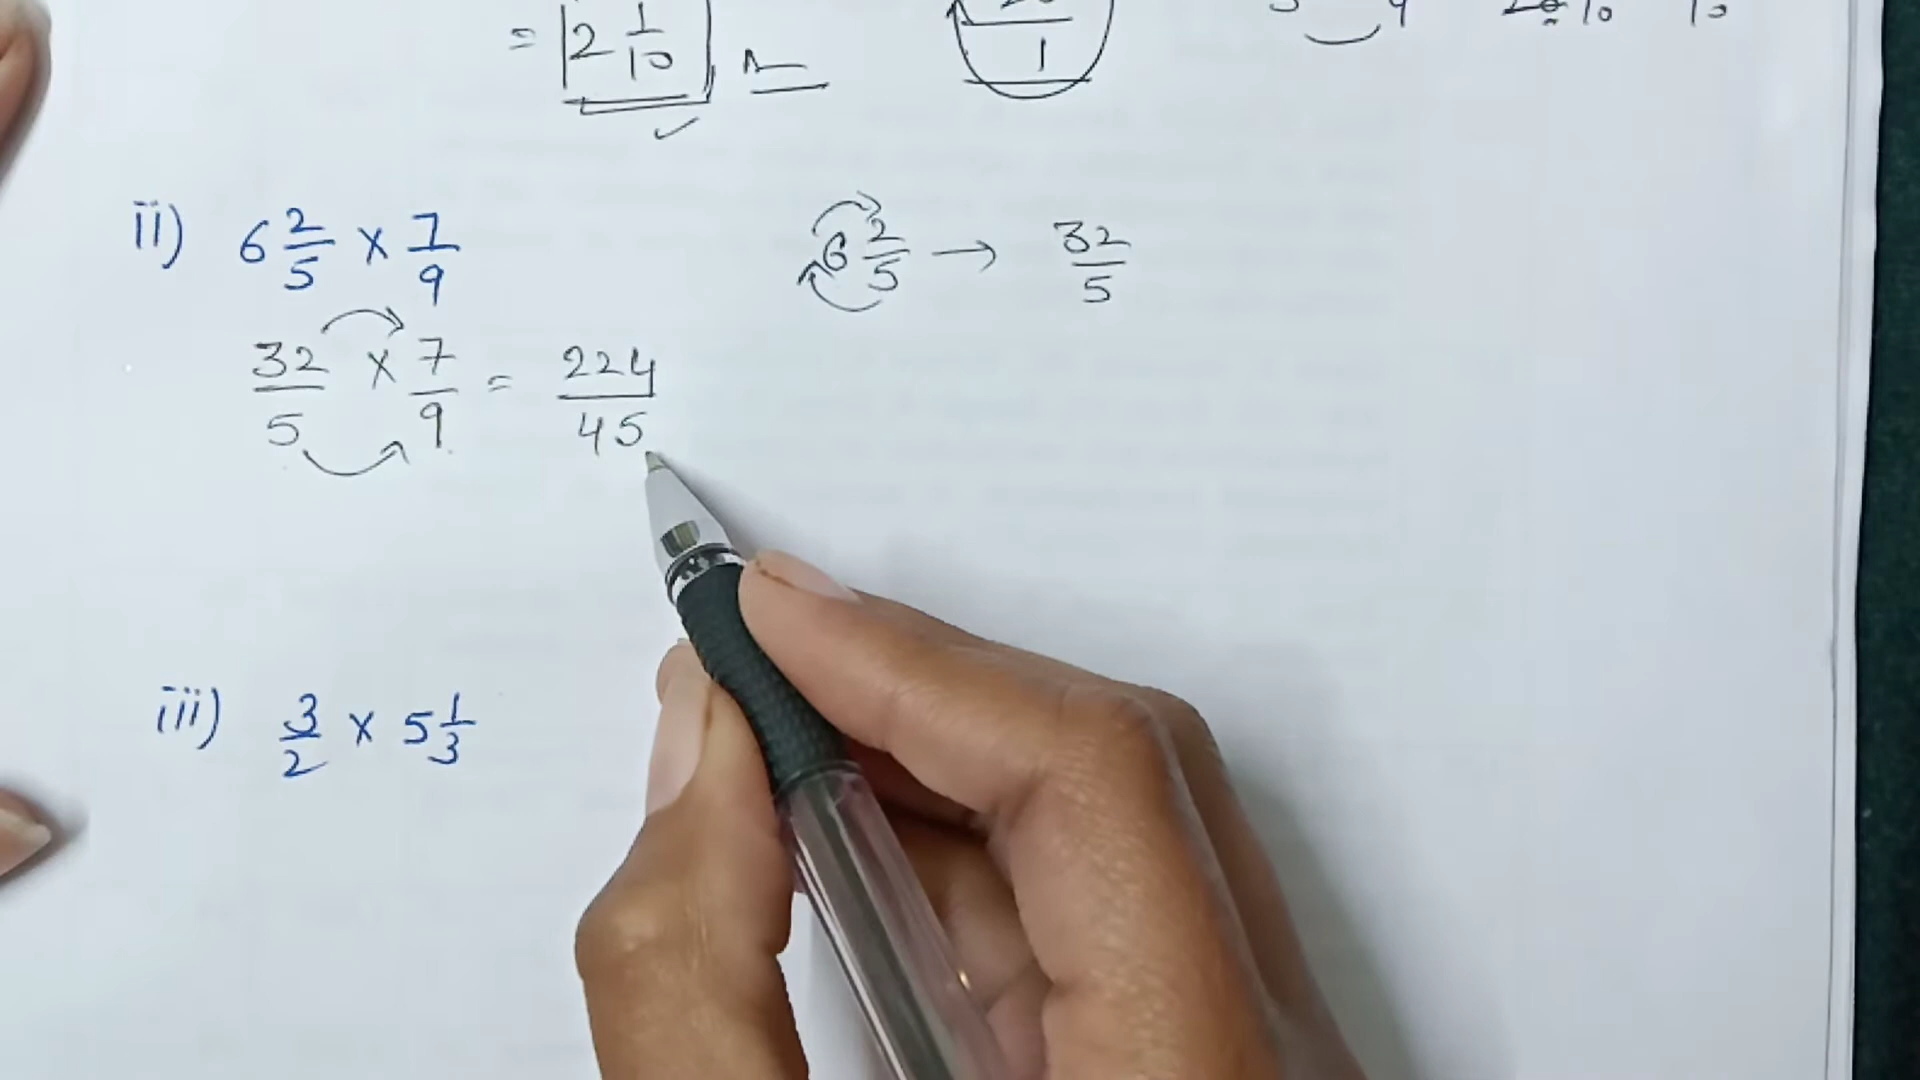 = 2 1/10
1
ii) 6 2/5 × 7/9
6 2/5 → 32/5
32/5 × 7/9 = 224/45
iii) 3/2 × 5 1/3